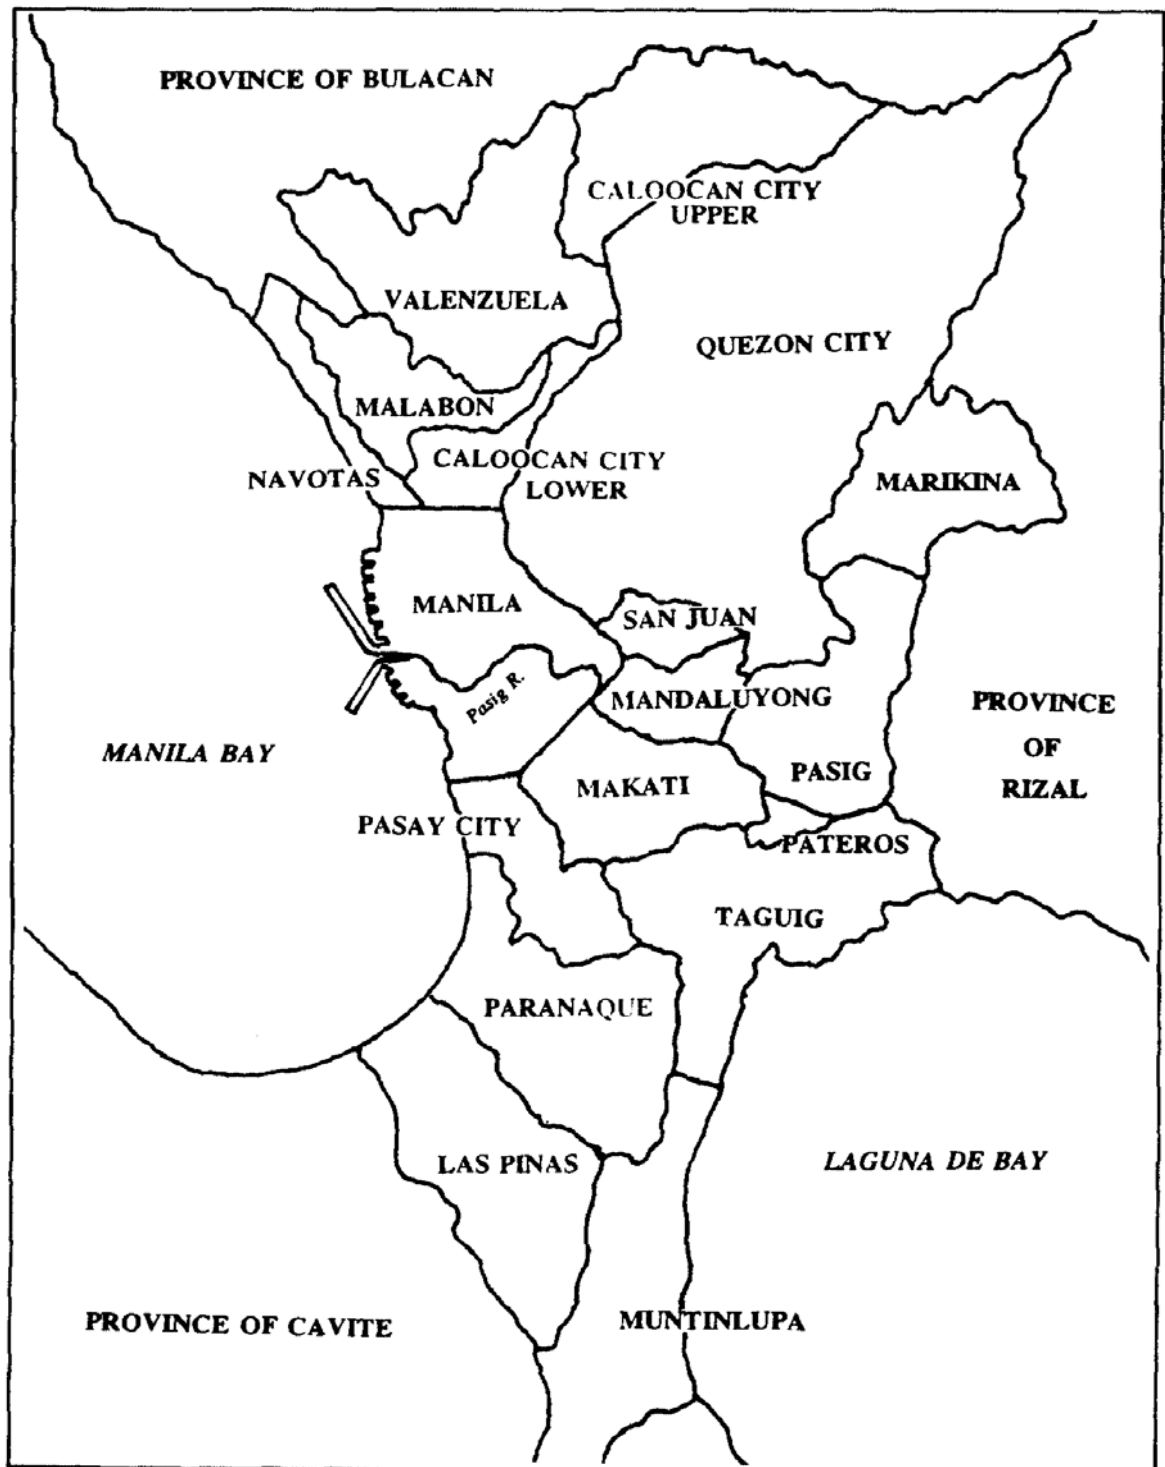 PROVINCE OF BULACAN
CALOOCAN CITY
UPPER
VALENZUELA
QUEZON CITY
MALABON
CALOOCAN CITY
LOWER
NAVOTAS
MARIKINA
MANILA
SAN JUAN
Pasig R.
MANDALUYONG
PROVINCE
OF
RIZAL
MANILA BAY
PASIG
MAKATI
PASAY CITY
PATEROS
TAGUIG
PARANAQUE
LAS PINAS
LAGUNA DE BAY
PROVINCE OF CAVITE
MUNTINLUPA